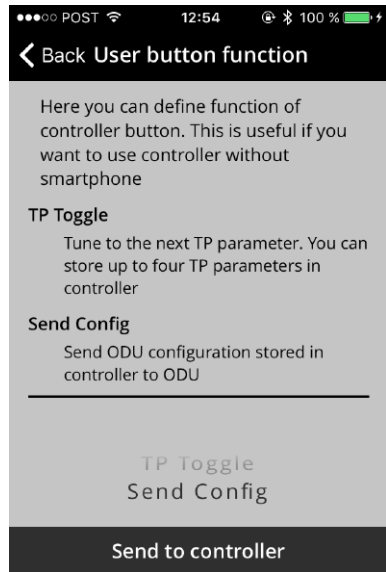 POST 12:54 100 %
Back User button function
Here you can define function of
controller button. This is useful if you
want to use controller without
smartphone
TP Toggle
Tune to the next TP parameter. You can
store up to four TP parameters in
controller
Send Config
Send ODU configuration stored in
controller to ODU
TP Toggle
Send Config
Send to controller